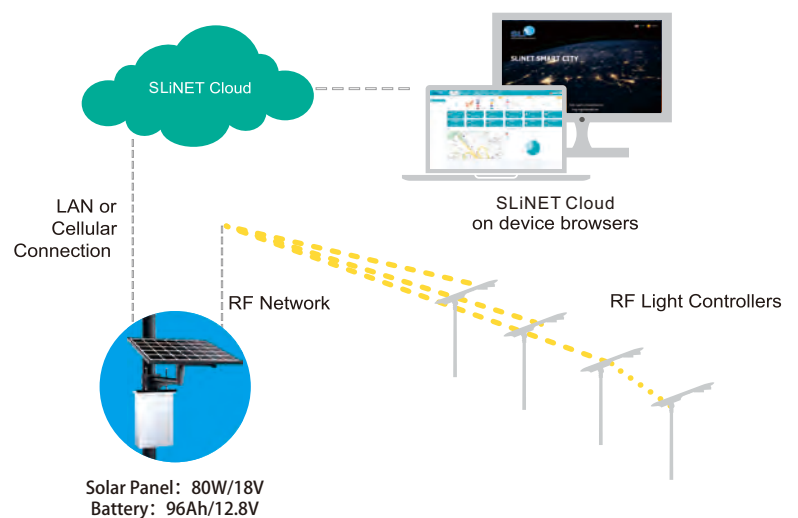 SLiNET Cloud
SLi
SLiNET SMART CITY
SLiNET Cloud
on device browsers
LAN or
Cellular
Connection
RF Network
RF Light Controllers
Solar Panel：80W/18V
Battery：96Ah/12.8V